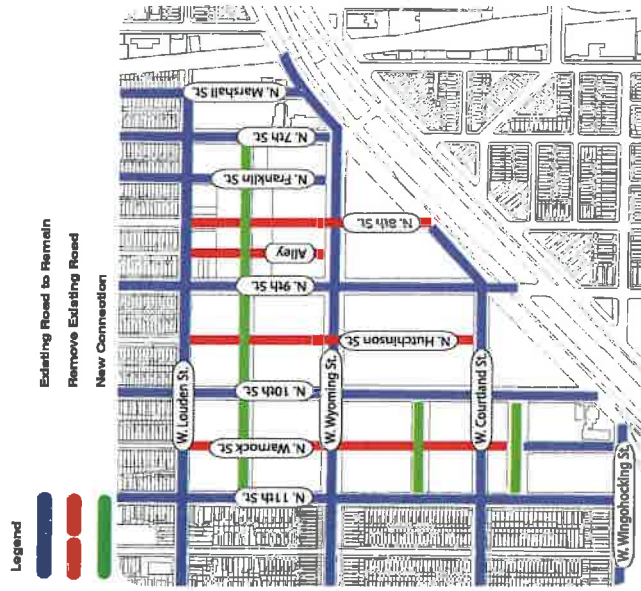 Legend
Existing Road to Remain
Remove Existing Road
New Connection
N. Marshall St.
N. 7th St.
N. Franklin St.
N. 8th St.
Alley
N. 9th St.
N. Hutchinson St.
N. 10th St.
N. Warnock St.
N. 11th St.
W. Louden St.
W. Wyoming St.
W. Courtland St.
W. Wingohocking St.